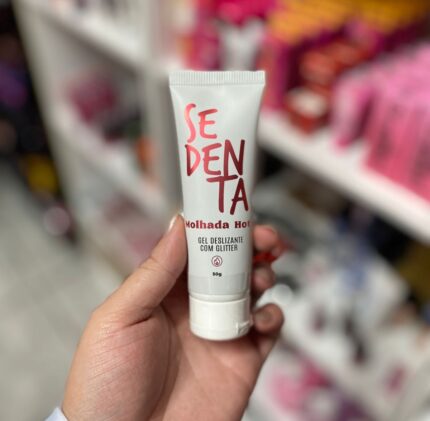 SE
DEN
TA
Molhada Hot
GEL DESLIZANTE
COM GLITTER
50g